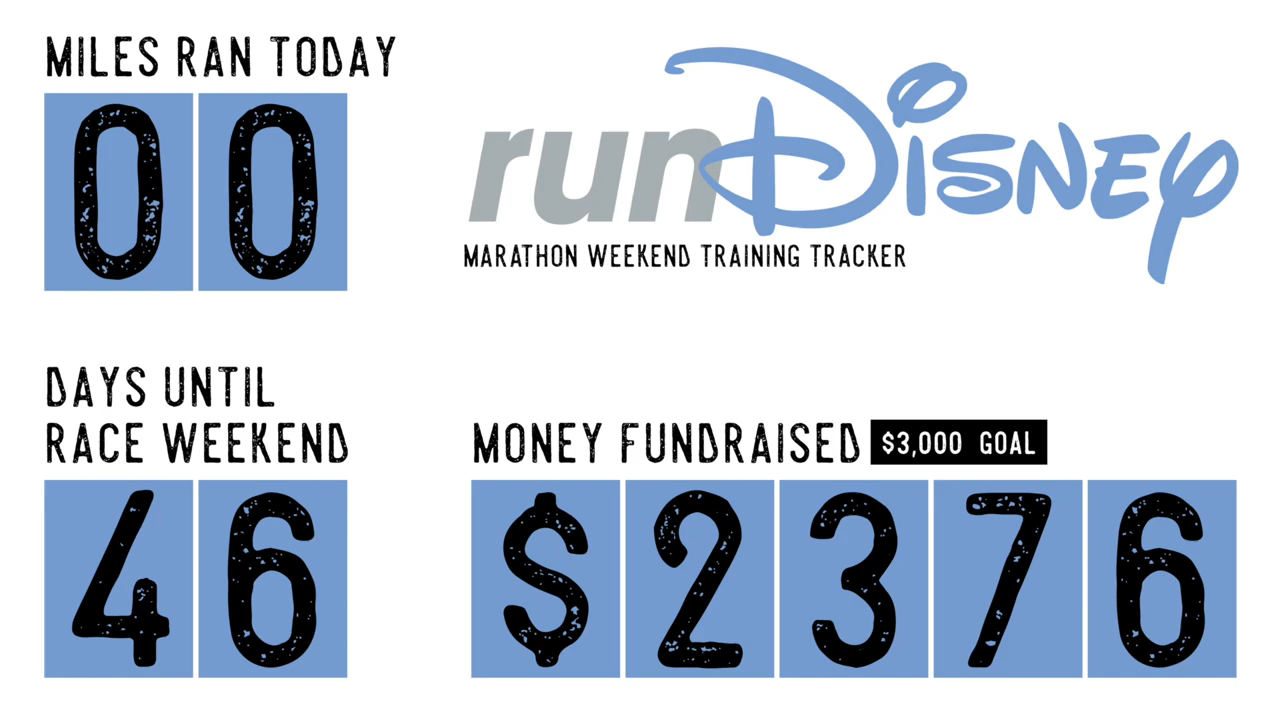 MILES RAN TODAY
00
runDisney
MARATHON WEEKEND TRAINING TRACKER
DAYS UNTIL
RACE WEEKEND
46
MONEY FUNDRAISED $3,000 GOAL
$2376